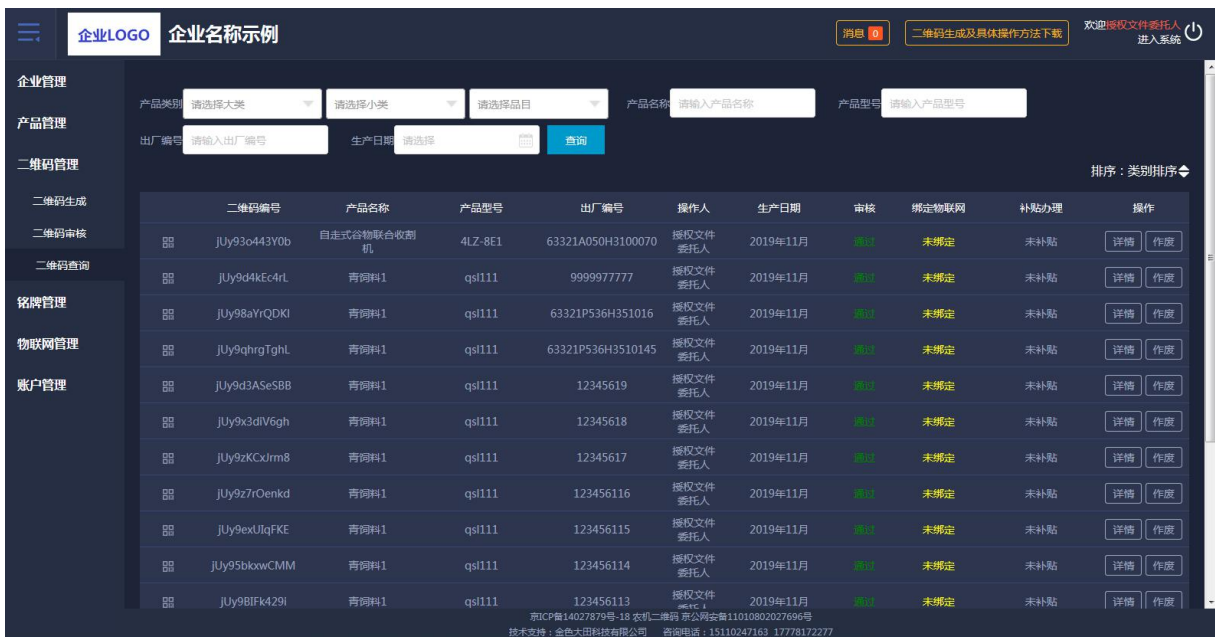 企业LOGO 企业名称示例 消息 0 二维码生成及具体操作方法下载 欢迎授权文件委托人
进入系统
企业管理
产品管理
二维码管理
二维码生成
二维码审核
二维码查询
铭牌管理
物联网管理
账户管理
产品类别 请选择大类 请选择小类 请选择品目 产品名称 请输入产品名称 产品型号 请输入产品型号
出厂编号 请输入出厂编号 生产日期 请选择 查询
排序：类别排序
二维码编号 产品名称 产品型号 出厂编号 操作人 生产日期 审核 绑定物联网 补贴办理 操作
jUy93o443Y0b 自走式谷物联合收割机 4LZ-8E1 63321A050H3100070 授权文件委托人 2019年11月 通过 未绑定 未补贴 详情 作废
jUy9d4kEc4rL 青饲料1 qsl111 9999977777 授权文件委托人 2019年11月 通过 未绑定 未补贴 详情 作废
jUy98aYrQDKl 青饲料1 qsl111 63321P536H351016 授权文件委托人 2019年11月 通过 未绑定 未补贴 详情 作废
jUy9qhrgTghL 青饲料1 qsl111 63321P536H3510145 授权文件委托人 2019年11月 通过 未绑定 未补贴 详情 作废
jUy9d3ASeSBB 青饲料1 qsl111 12345619 授权文件委托人 2019年11月 通过 未绑定 未补贴 详情 作废
jUy9x3diV6gh 青饲料1 qsl111 12345618 授权文件委托人 2019年11月 通过 未绑定 未补贴 详情 作废
jUy9zKCxJrm8 青饲料1 qsl111 12345617 授权文件委托人 2019年11月 通过 未绑定 未补贴 详情 作废
jUy9z7rOenkd 青饲料1 qsl111 123456116 授权文件委托人 2019年11月 通过 未绑定 未补贴 详情 作废
jUy9exUIqFKE 青饲料1 qsl111 123456115 授权文件委托人 2019年11月 通过 未绑定 未补贴 详情 作废
jUy95bkxwCMM 青饲料1 qsl111 123456114 授权文件委托人 2019年11月 通过 未绑定 未补贴 详情 作废
jUy9BIFk429i 青饲料1 qsl111 123456113 授权文件委托人 2019年11月 通过 未绑定 未补贴 详情 作废
京ICP备14027879号-18 农机二维码 京公网安备11010802027696号
技术支持：金色大田科技有限公司 咨询电话：15110247163 17778172277